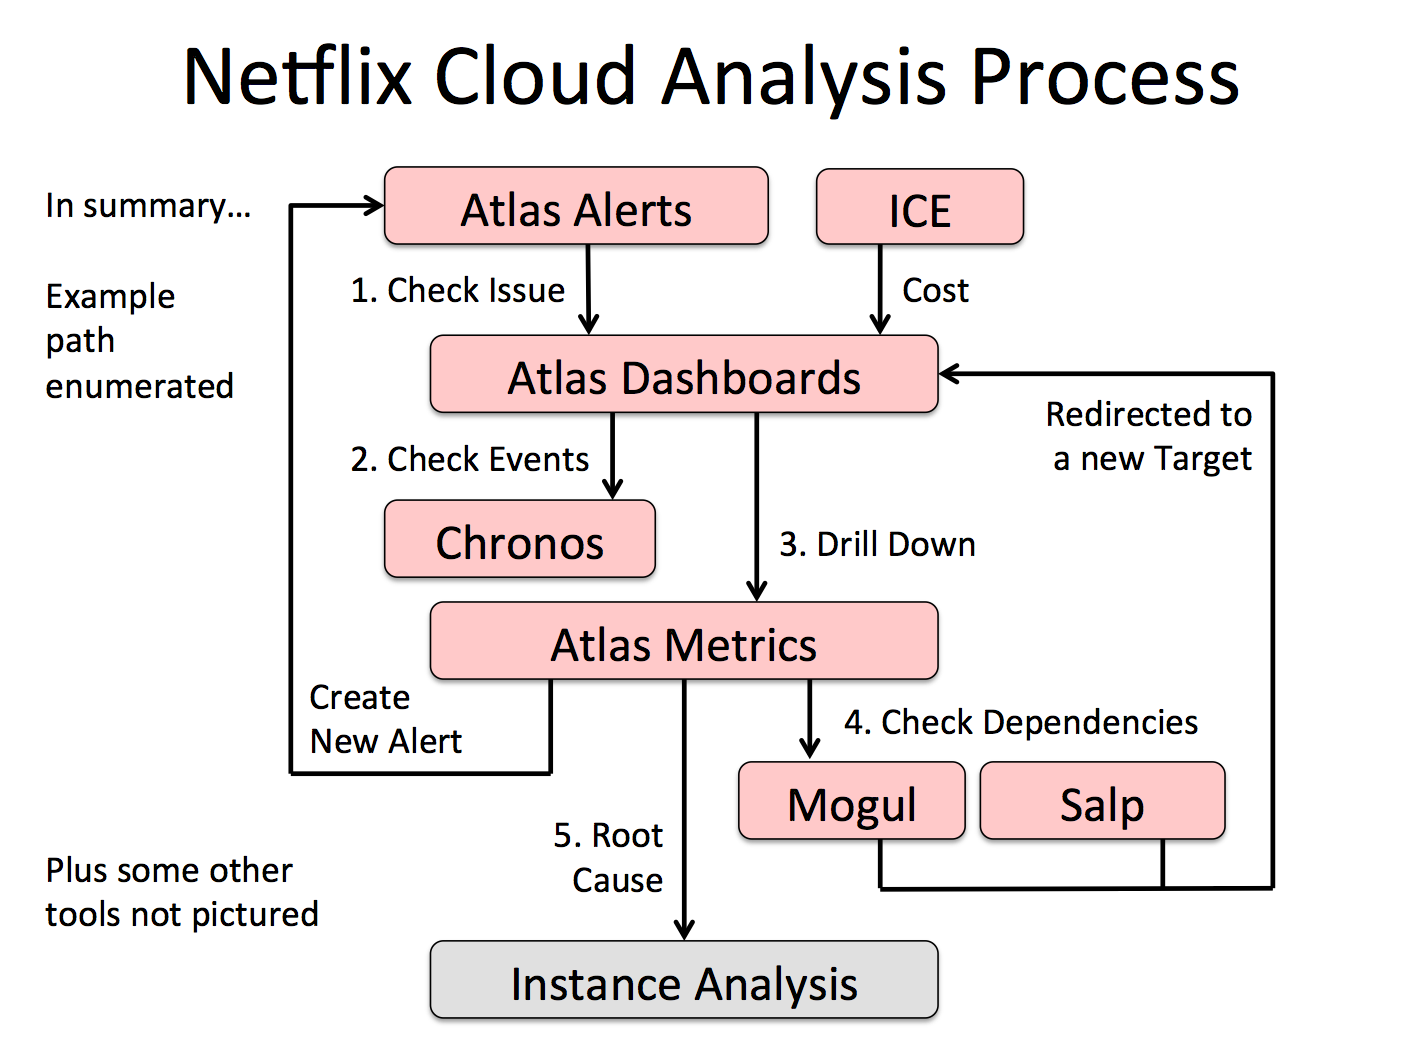 Netflix Cloud Analysis Process
In summary…
Atlas Alerts
ICE
Example
path
enumerated
1. Check Issue
Cost
Atlas Dashboards
Redirected to
a new Target
2. Check Events
Chronos
3. Drill Down
Atlas Metrics
Create
New Alert
4. Check Dependencies
Mogul
Salp
5. Root
Cause
Plus some other
tools not pictured
Instance Analysis